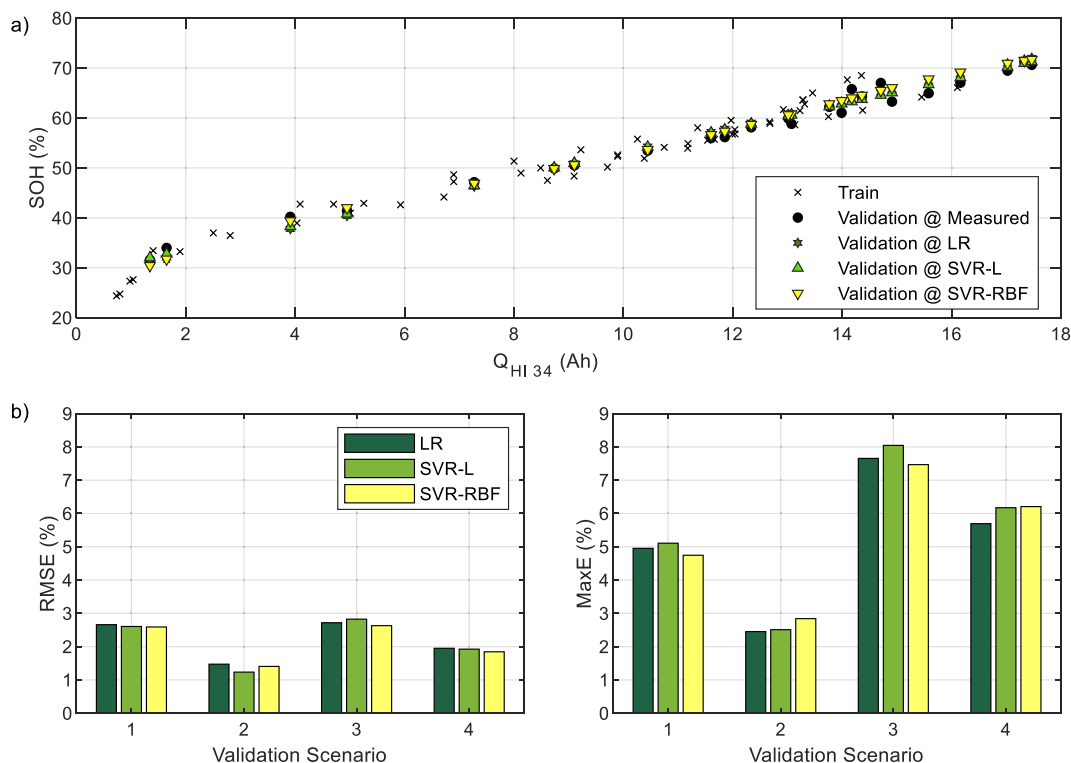 a)
80
70
60
50
40
30
20
SOH (%)
Train
Validation @ Measured
Validation @ LR
Validation @ SVR-L
Validation @ SVR-RBF
0 2 4 6 8 10 12 14 16 18
Q_HI 34 (Ah)
b)
9
8
7
6
5
4
3
2
1
0
RMSE (%)
LR
SVR-L
SVR-RBF
1 2 3 4
Validation Scenario
9
8
7
6
5
4
3
2
1
0
MaxE (%)
1 2 3 4
Validation Scenario